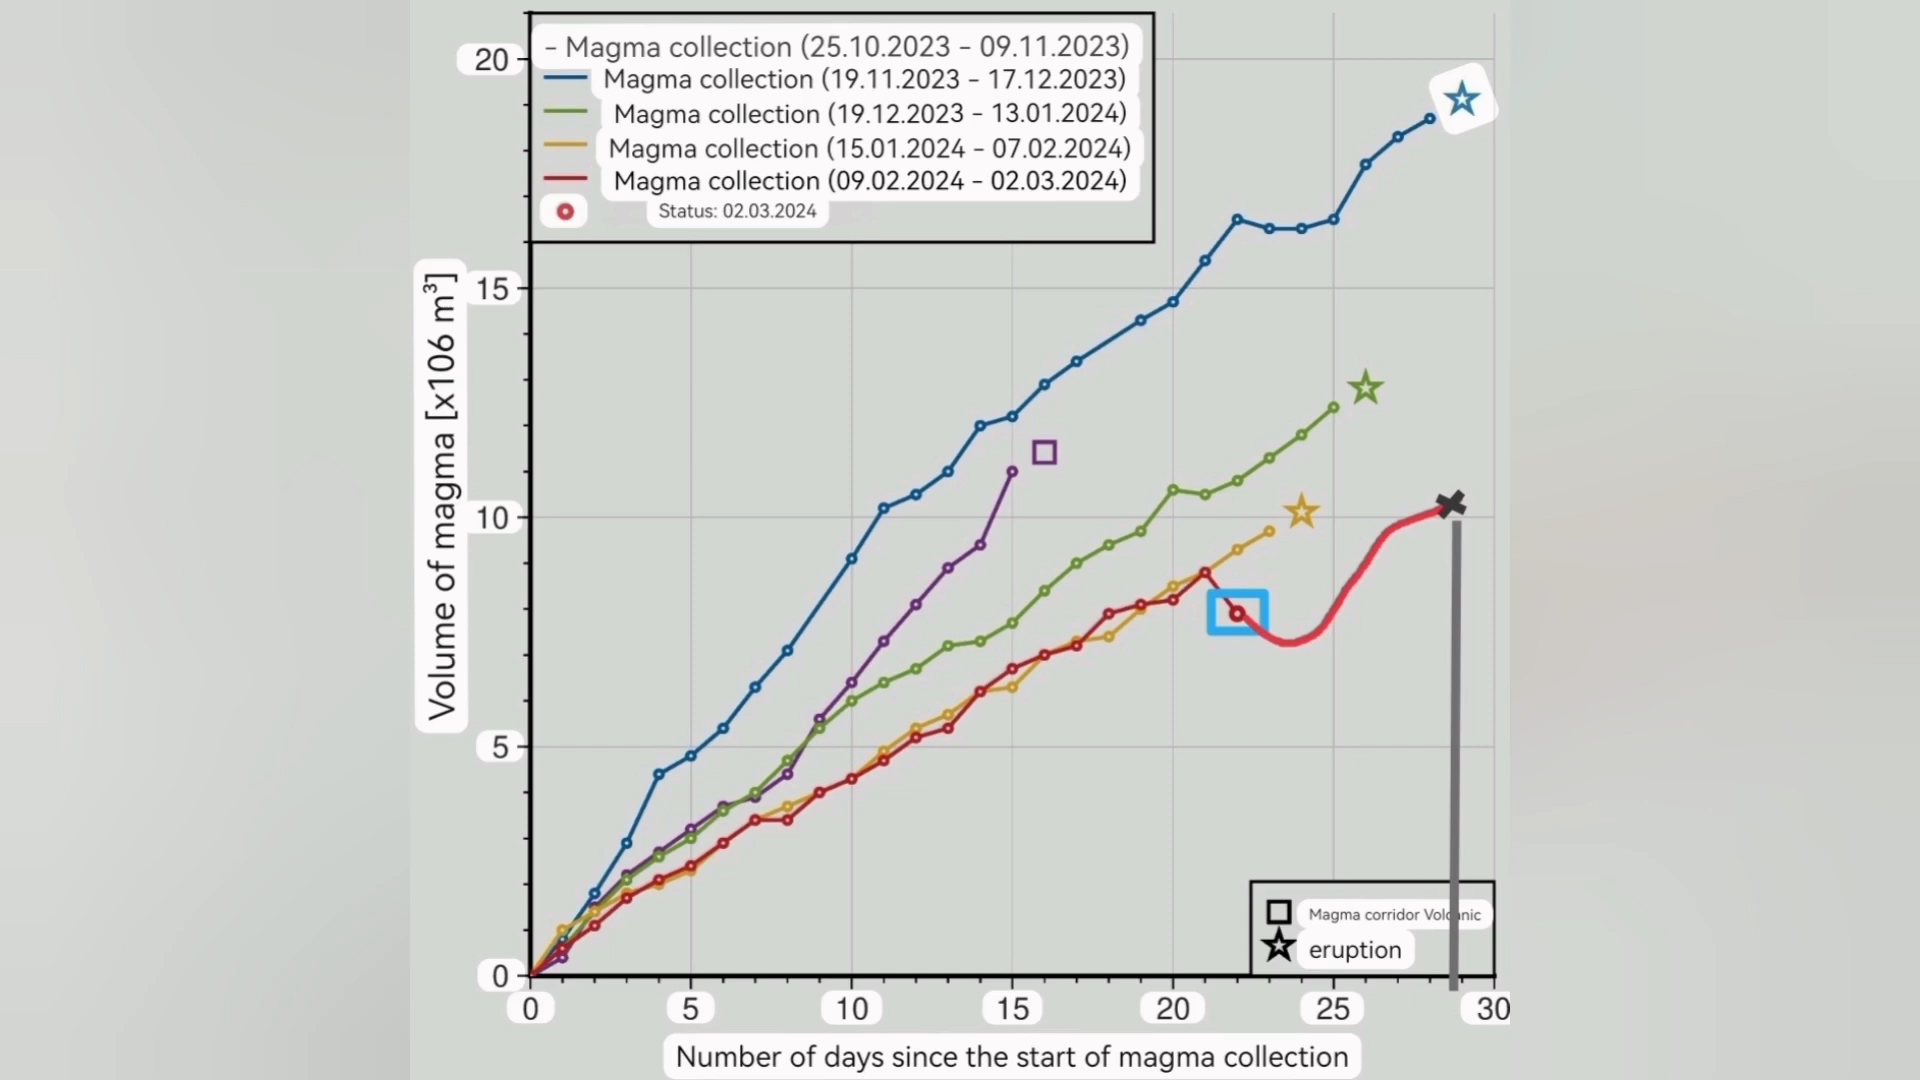 20
– Magma collection (25.10.2023 – 09.11.2023)
Magma collection (19.11.2023 – 17.12.2023)
Magma collection (19.12.2023 – 13.01.2024)
Magma collection (15.01.2024 – 07.02.2024)
Magma collection (09.02.2024 – 02.03.2024)
Status: 02.03.2024
Volume of magma [x106 m³]
15
10
5
0
Magma corridor Volcanic
eruption
0 5 10 15 20 25 30
Number of days since the start of magma collection